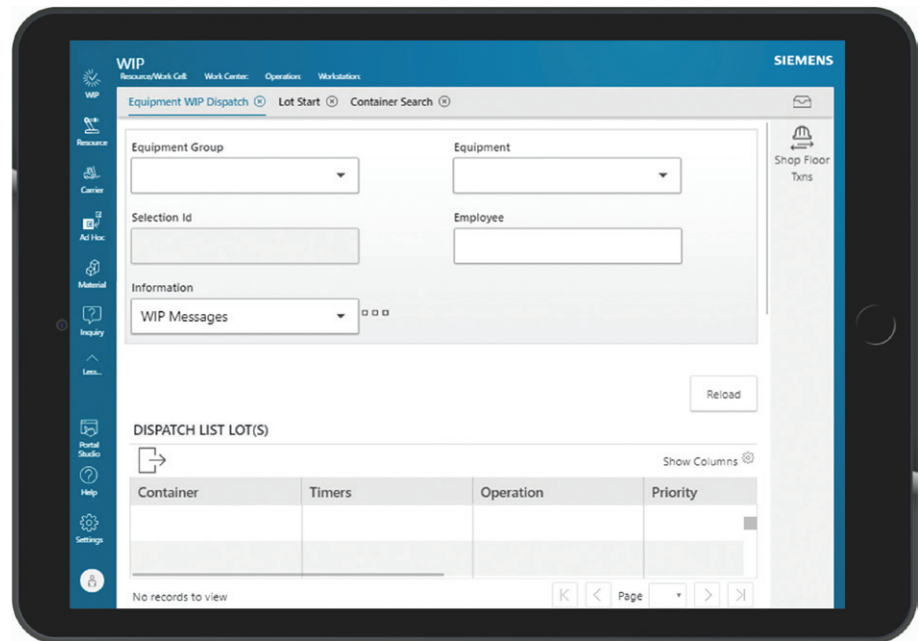 WIP
SIEMENS
Resource/Work Cell: Work Center: Operation: Workstation:
WIP
Equipment WIP Dispatch Lot Start Container Search
Resource
Shop Floor
Txns
Equipment Group Equipment
Carrier
Selection Id Employee
Ad Hoc
Material
Information
WIP Messages
Inquiry
Less...
Reload
DISPATCH LIST LOT(S)
Portal
Studio
Show Columns
Help
Container Timers Operation Priority
Settings
No records to view
Page